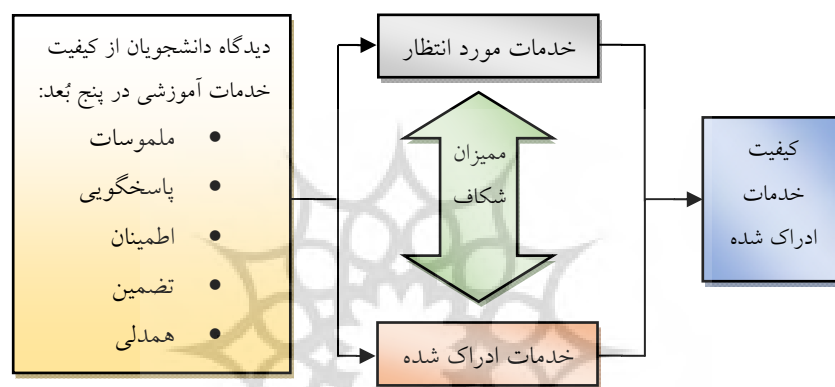 دیدگاه دانشجویان از کیفیت
خدمات آموزشی در پنج بُعد:
• ملموسات
• پاسخگویی
• اطمینان
• تضمین
• همدلی
خدمات مورد انتظار
ممیزان
شکاف
خدمات ادراک شده
کیفیت
خدمات
ادراک شده